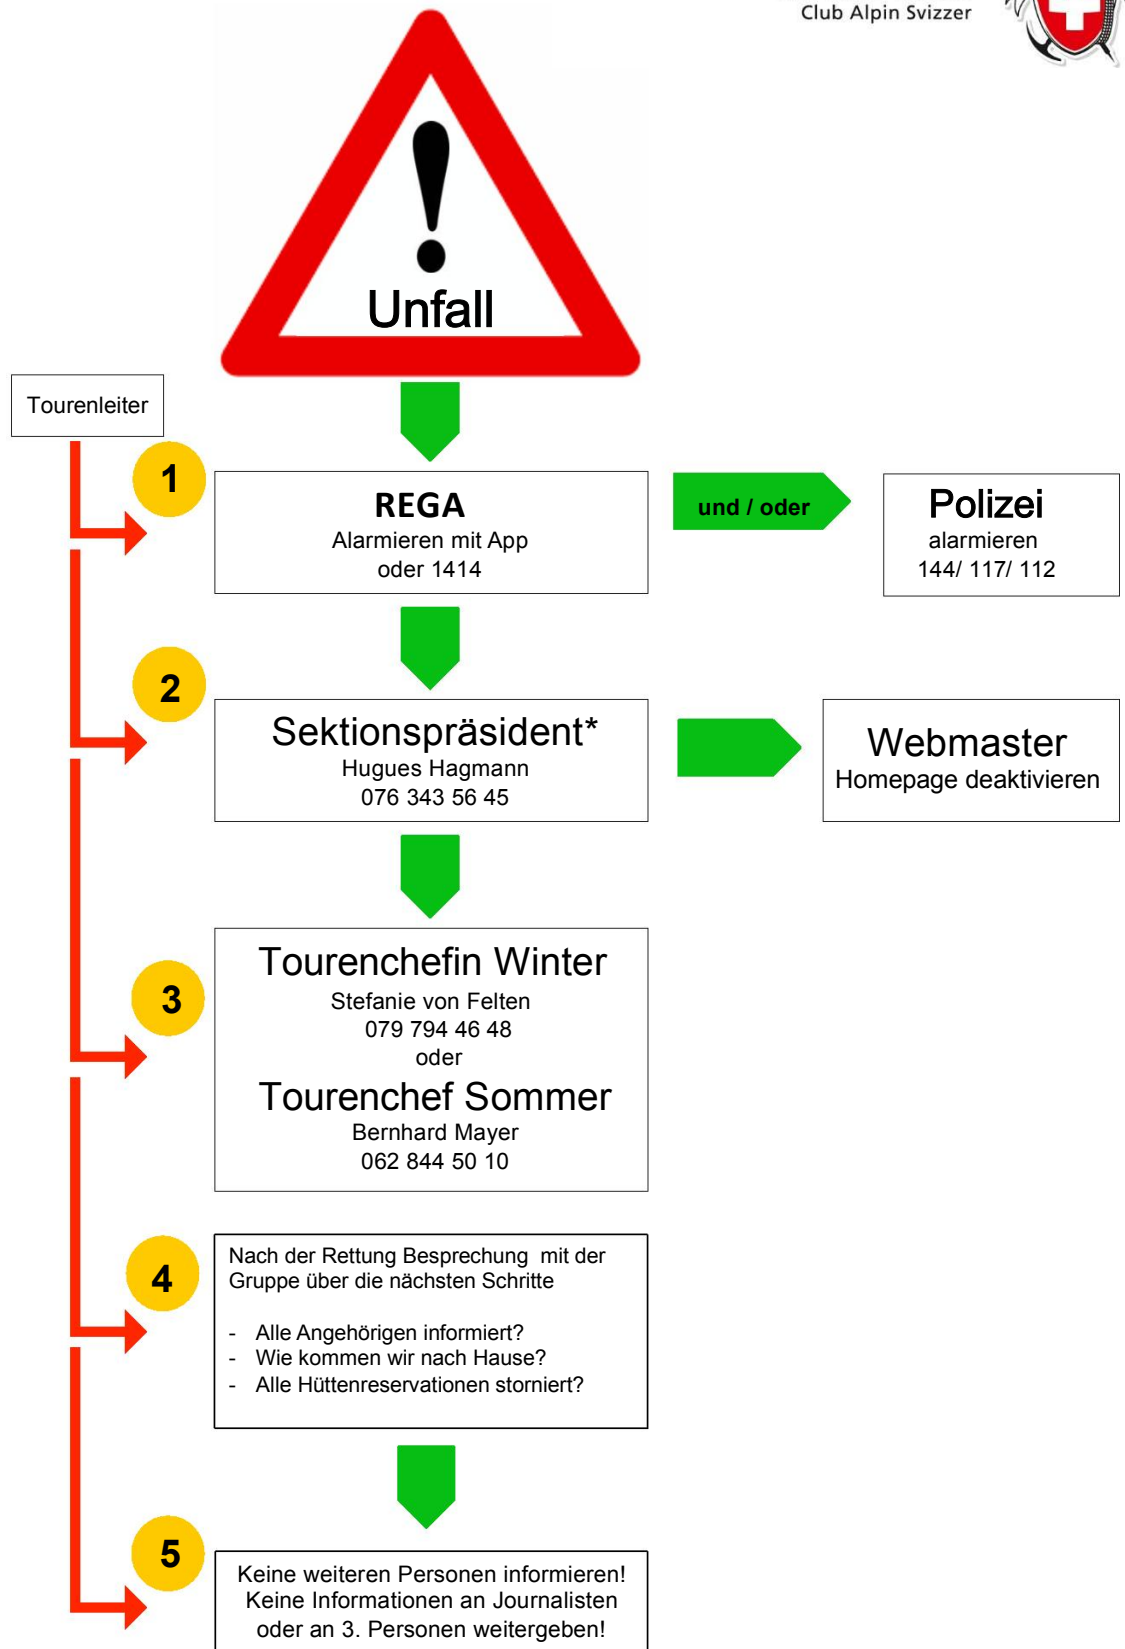 Club Alpin Svizzer
Unfall
Tourenleiter
1
REGA
Alarmieren mit App
oder 1414
und / oder
Polizei
alarmieren
144/ 117/ 112
2
Sektionspräsident*
Hugues Hagmann
076 343 56 45
Webmaster
Homepage deaktivieren
3
Tourenchefin Winter
Stefanie von Felten
079 794 46 48
oder
Tourenchef Sommer
Bernhard Mayer
062 844 50 10
4
Nach der Rettung Besprechung mit der
Gruppe über die nächsten Schritte
- Alle Angehörigen informiert?
- Wie kommen wir nach Hause?
- Alle Hüttenreservationen storniert?
5
Keine weiteren Personen informieren!
Keine Informationen an Journalisten
oder an 3. Personen weitergeben!